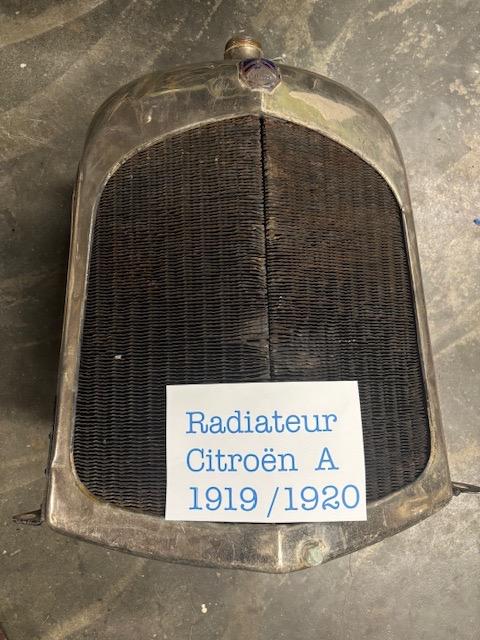 Radiateur
Citroën A
1919 / 1920